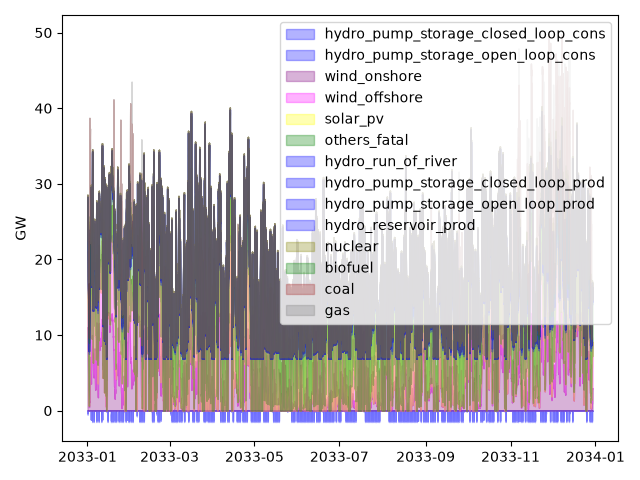 50
40
30
20
10
0
GW
hydro_pump_storage_closed_loop_cons
hydro_pump_storage_open_loop_cons
wind_onshore
wind_offshore
solar_pv
others_fatal
hydro_run_of_river
hydro_pump_storage_closed_loop_prod
hydro_pump_storage_open_loop_prod
hydro_reservoir_prod
nuclear
biofuel
coal
gas
2033-01 2033-03 2033-05 2033-07 2033-09 2033-11 2034-01